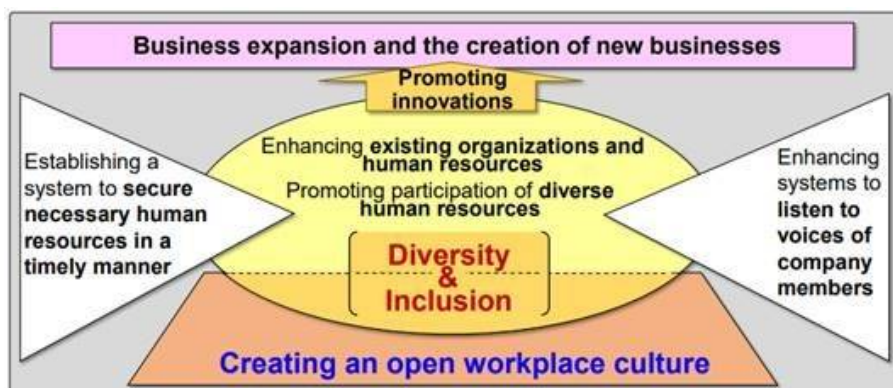 Business expansion and the creation of new businesses
Promoting
innovations
Enhancing existing organizations and
human resources
Promoting participation of diverse
human resources
Establishing a
system to secure
necessary human
resources in a
timely manner
Enhancing
systems to
listen to
voices of
company
members
Diversity
&
Inclusion
Creating an open workplace culture